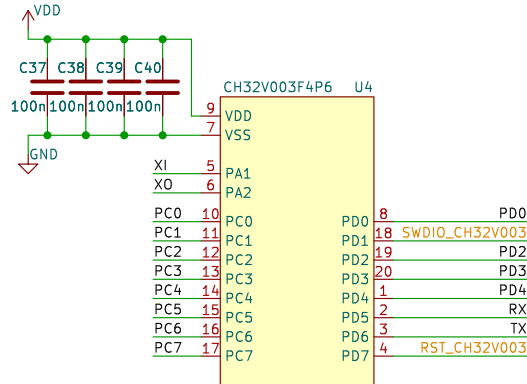 VDD
C37 C38 C39 C40
100n 100n 100n 100n
GND
CH32V003F4P6 U4
9 VDD
7 VSS
XI 5 PA1
XO 6 PA2
PC0 10 PC0 PD0 8 PD0
PC1 11 PC1 PD1 18 SWDIO_CH32V003
PC2 12 PC2 PD2 19 PD2
PC3 13 PC3 PD3 20 PD3
PC4 14 PC4 PD4 1 PD4
PC5 15 PC5 PD5 2 RX
PC6 16 PC6 PD6 3 TX
PC7 17 PC7 PD7 4 RST_CH32V003